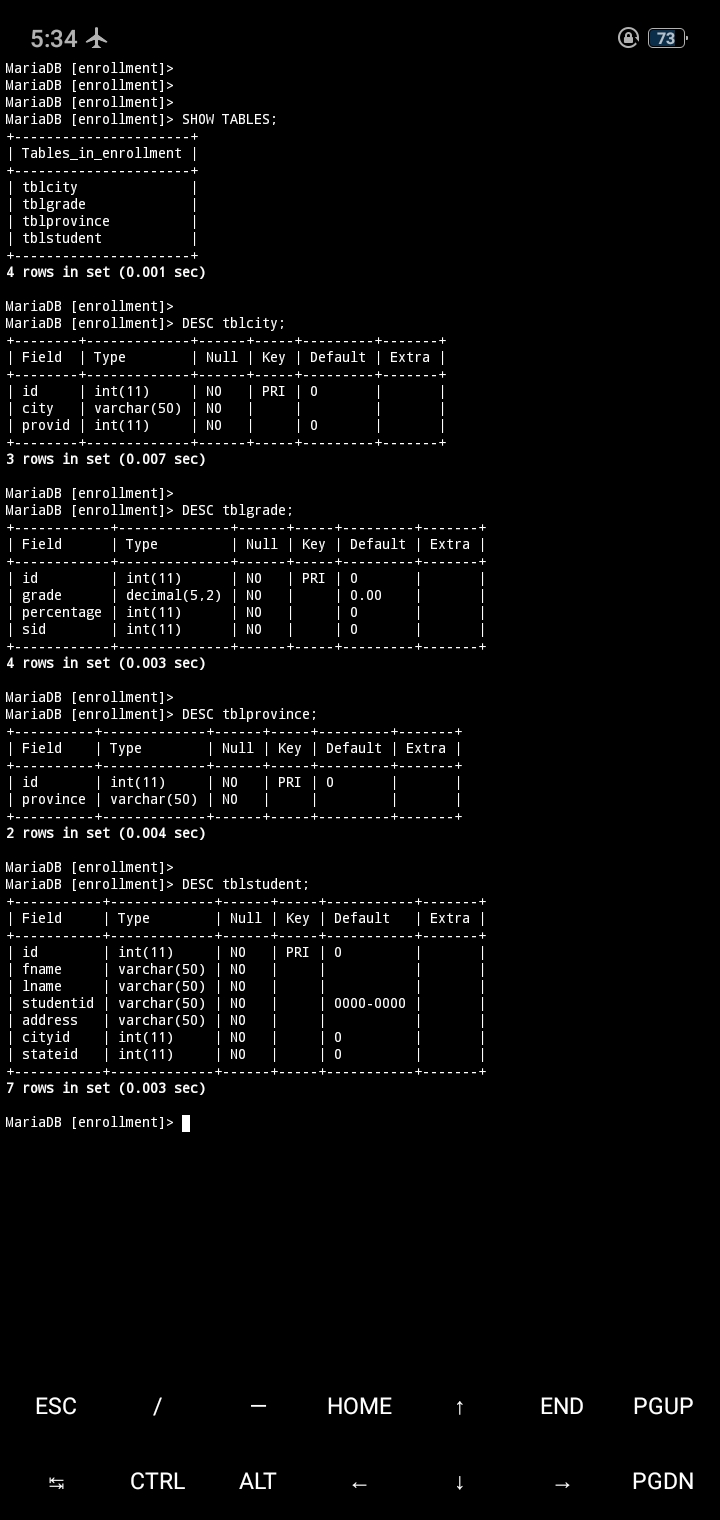 5:34
73
MariaDB [enrollment]>
MariaDB [enrollment]>
MariaDB [enrollment]>
MariaDB [enrollment]> SHOW TABLES;
+----------------------+
| Tables_in_enrollment |
+----------------------+
| tblcity              |
| tblgrade             |
| tblprovince          |
| tblstudent           |
+----------------------+
4 rows in set (0.001 sec)

MariaDB [enrollment]>
MariaDB [enrollment]> DESC tblcity;
+--------+-------------+------+-----+---------+-------+
| Field  | Type        | Null | Key | Default | Extra |
+--------+-------------+------+-----+---------+-------+
| id     | int(11)     | NO   | PRI | 0       |       |
| city   | varchar(50) | NO   |     |         |       |
| provid | int(11)     | NO   |     | 0       |       |
+--------+-------------+------+-----+---------+-------+
3 rows in set (0.007 sec)

MariaDB [enrollment]>
MariaDB [enrollment]> DESC tblgrade;
+------------+--------------+------+-----+---------+-------+
| Field      | Type         | Null | Key | Default | Extra |
+------------+--------------+------+-----+---------+-------+
| id         | int(11)      | NO   | PRI | 0       |       |
| grade      | decimal(5,2) | NO   |     | 0.00    |       |
| percentage | int(11)      | NO   |     | 0       |       |
| sid        | int(11)      | NO   |     | 0       |       |
+------------+--------------+------+-----+---------+-------+
4 rows in set (0.003 sec)

MariaDB [enrollment]>
MariaDB [enrollment]> DESC tblprovince;
+----------+-------------+------+-----+---------+-------+
| Field    | Type        | Null | Key | Default | Extra |
+----------+-------------+------+-----+---------+-------+
| id       | int(11)     | NO   | PRI | 0       |       |
| province | varchar(50) | NO   |     |         |       |
+----------+-------------+------+-----+---------+-------+
2 rows in set (0.004 sec)

MariaDB [enrollment]>
MariaDB [enrollment]> DESC tblstudent;
+-----------+-------------+------+-----+-----------+-------+
| Field     | Type        | Null | Key | Default   | Extra |
+-----------+-------------+------+-----+-----------+-------+
| id        | int(11)     | NO   | PRI | 0         |       |
| fname     | varchar(50) | NO   |     |           |       |
| lname     | varchar(50) | NO   |     |           |       |
| studentid | varchar(50) | NO   |     | 0000-0000 |       |
| address   | varchar(50) | NO   |     |           |       |
| cityid    | int(11)     | NO   |     | 0         |       |
| stateid   | int(11)     | NO   |     | 0         |       |
+-----------+-------------+------+-----+-----------+-------+
7 rows in set (0.003 sec)

MariaDB [enrollment]>
ESC / — HOME ↑ END PGUP
↹ CTRL ALT ← ↓ → PGDN